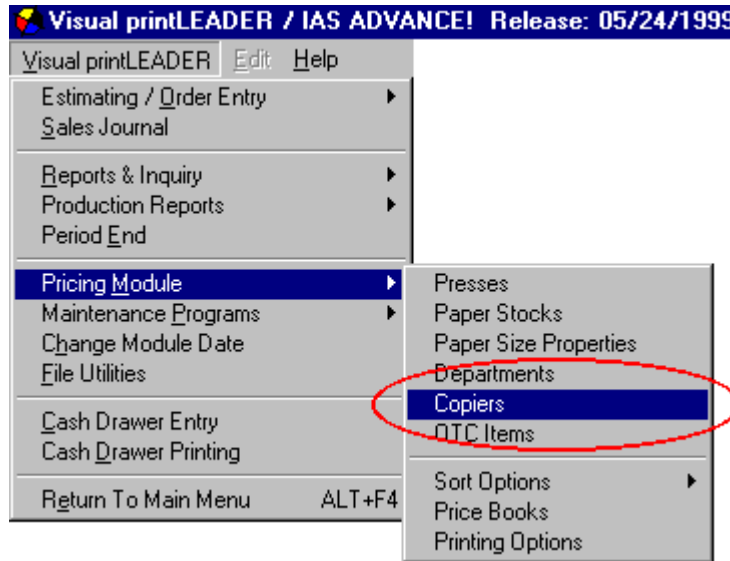 Visual printLEADER / IAS ADVANCE! Release: 05/24/1999
Visual printLEADER Edit Help
Estimating / Order Entry
Sales Journal
Reports & Inquiry
Production Reports
Period End
Pricing Module
Maintenance Programs
Change Module Date
File Utilities
Cash Drawer Entry
Cash Drawer Printing
Return To Main Menu ALT+F4
Presses
Paper Stocks
Paper Size Properties
Departments
Copiers
OTC Items
Sort Options
Price Books
Printing Options